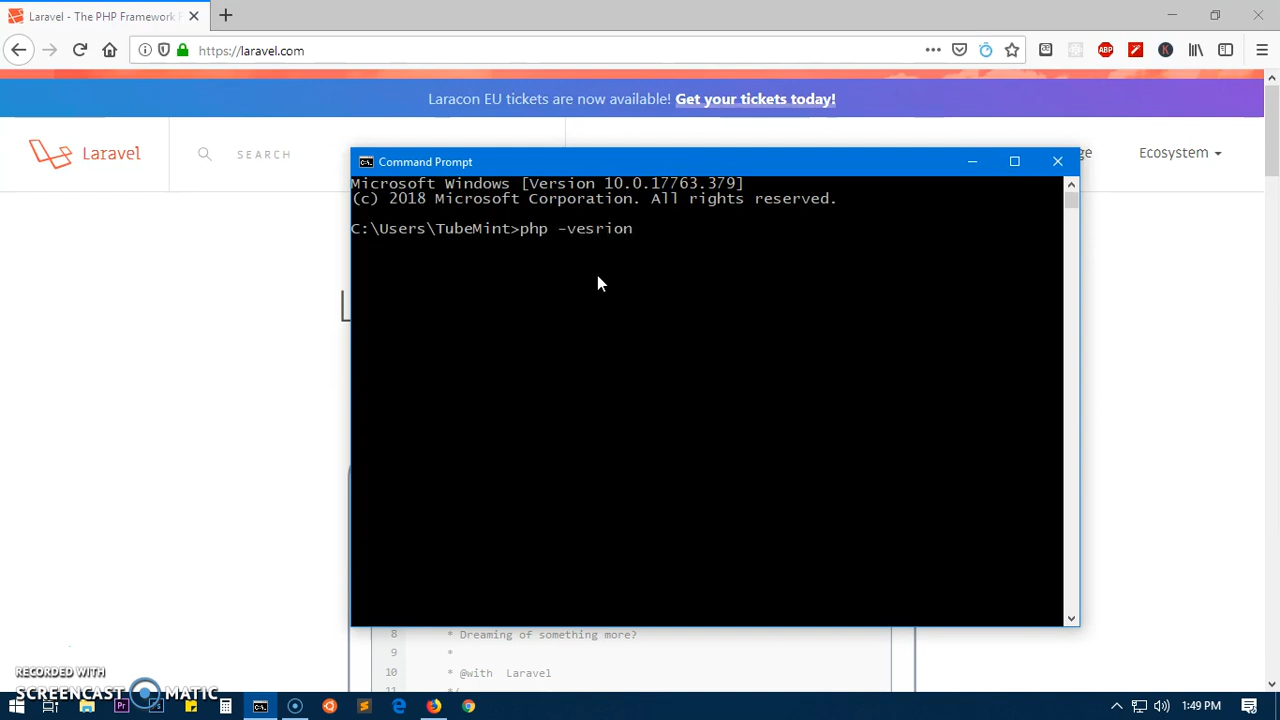 Laravel - The PHP Framework F
https://laravel.com
ABP
Laracon EU tickets are now available! Get your tickets today!
Laravel
SEARCH
Ecosystem
Command Prompt
Microsoft Windows [Version 10.0.17763.379]
(c) 2018 Microsoft Corporation. All rights reserved.
C:\Users\TubeMint>php -vesrion
8 * Dreaming of something more?
9 *
10 * @with Laravel
11 */
RECORDED WITH
SCREENCAST MATIC
1:49 PM